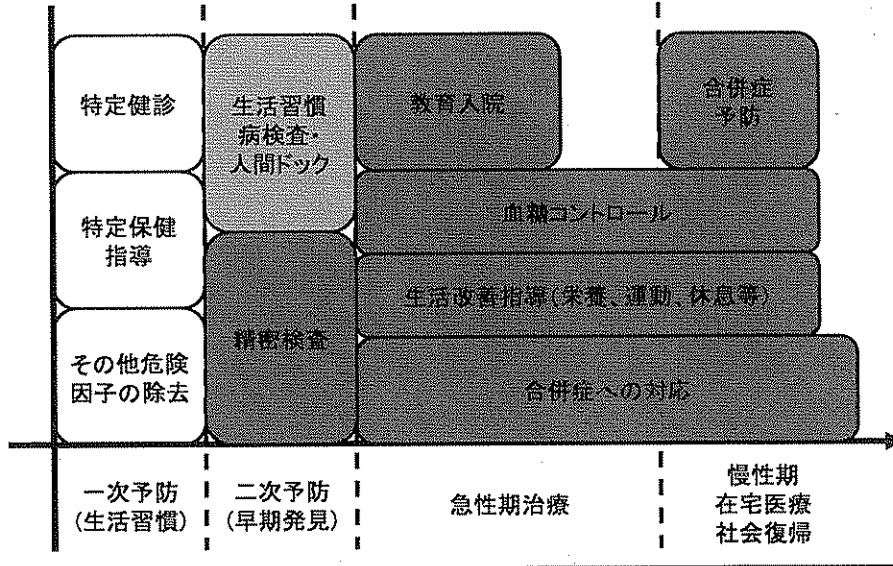 特定健診
特定保健
指導
その他危険
因子の除去
生活習慣
病検査・
人間ドック
精密検査
教育入院
合併症
予防
血糖コントロール
生活改善指導(栄養、運動、休息等)
合併症への対応
一次予防
(生活習慣)
二次予防
(早期発見)
急性期治療
慢性期
在宅医療
社会復帰